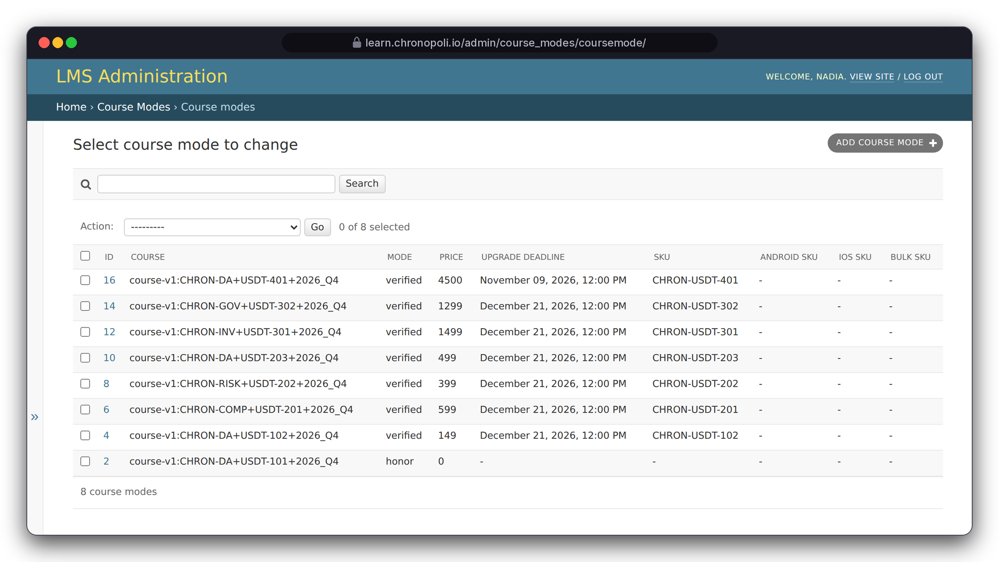 learn.chronopoli.io/admin/course_modes/coursemode/
LMS Administration
WELCOME, NADIA. VIEW SITE / LOG OUT
Home › Course Modes › Course modes
Select course mode to change
ADD COURSE MODE +
Search
Action: --------- Go 0 of 8 selected
ID COURSE MODE PRICE UPGRADE DEADLINE SKU ANDROID SKU IOS SKU BULK SKU
16 course-v1:CHRON-DA+USDT-401+2026_Q4 verified 4500 November 09, 2026, 12:00 PM CHRON-USDT-401 - - -
14 course-v1:CHRON-GOV+USDT-302+2026_Q4 verified 1299 December 21, 2026, 12:00 PM CHRON-USDT-302 - - -
12 course-v1:CHRON-INV+USDT-301+2026_Q4 verified 1499 December 21, 2026, 12:00 PM CHRON-USDT-301 - - -
10 course-v1:CHRON-DA+USDT-203+2026_Q4 verified 499 December 21, 2026, 12:00 PM CHRON-USDT-203 - - -
8 course-v1:CHRON-RISK+USDT-202+2026_Q4 verified 399 December 21, 2026, 12:00 PM CHRON-USDT-202 - - -
6 course-v1:CHRON-COMP+USDT-201+2026_Q4 verified 599 December 21, 2026, 12:00 PM CHRON-USDT-201 - - -
4 course-v1:CHRON-DA+USDT-102+2026_Q4 verified 149 December 21, 2026, 12:00 PM CHRON-USDT-102 - - -
2 course-v1:CHRON-DA+USDT-101+2026_Q4 honor 0 - - - - -
»
8 course modes